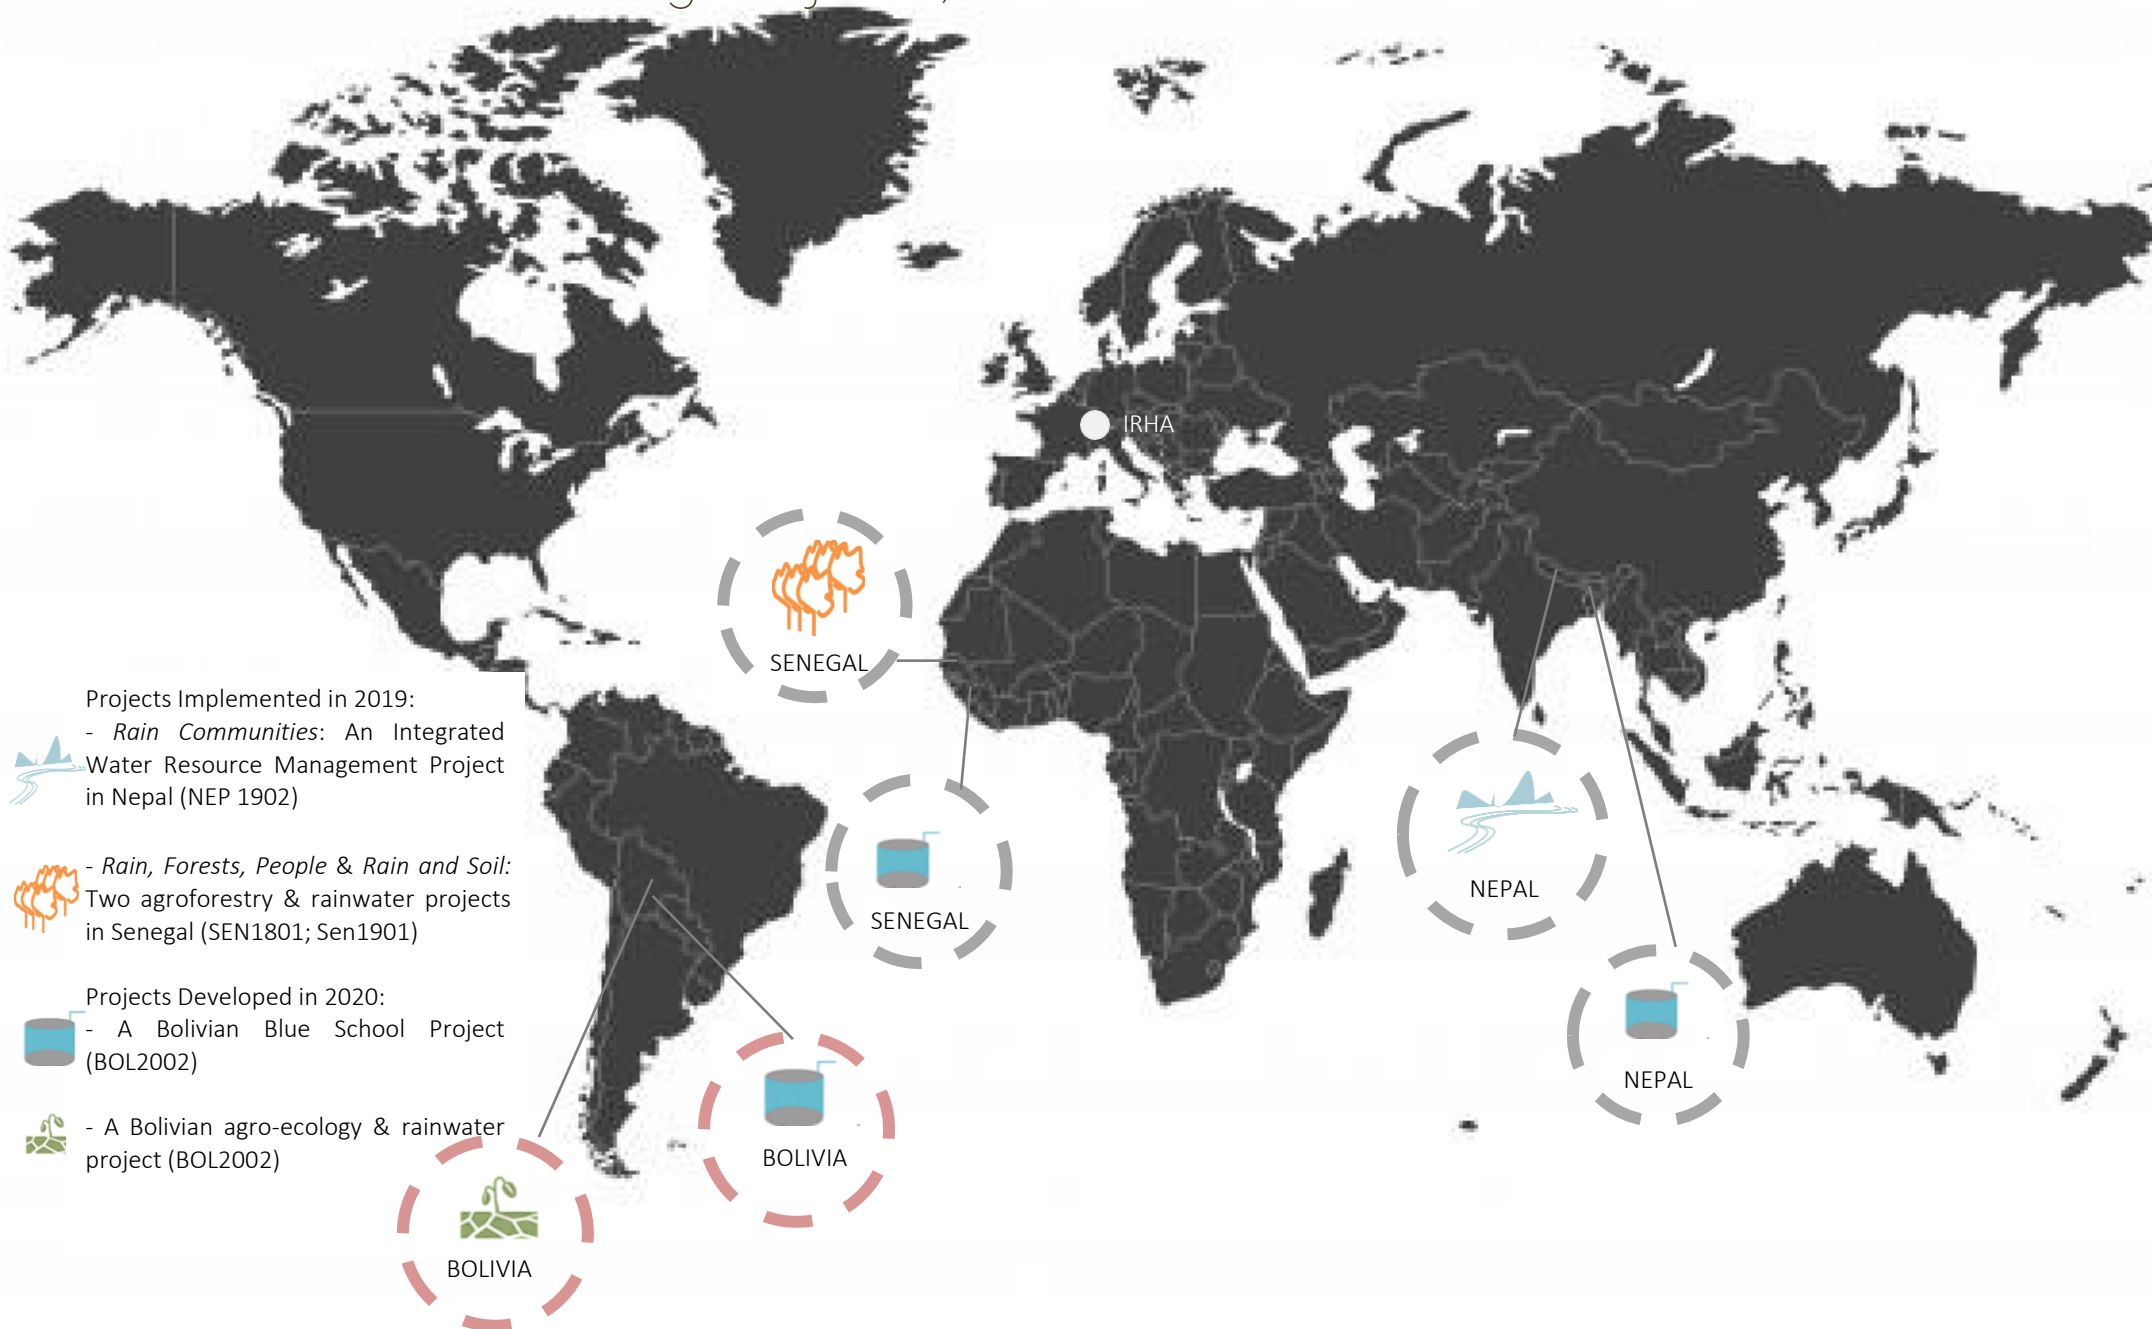 IRHA
SENEGAL
Projects Implemented in 2019:
- Rain Communities: An Integrated
Water Resource Management Project
in Nepal (NEP 1902)
- Rain, Forests, People & Rain and Soil:
Two agroforestry & rainwater projects
in Senegal (SEN1801; Sen1901)
Projects Developed in 2020:
- A Bolivian Blue School Project
(BOL2002)
- A Bolivian agro-ecology & rainwater
project (BOL2002)
SENEGAL
NEPAL
NEPAL
BOLIVIA
BOLIVIA